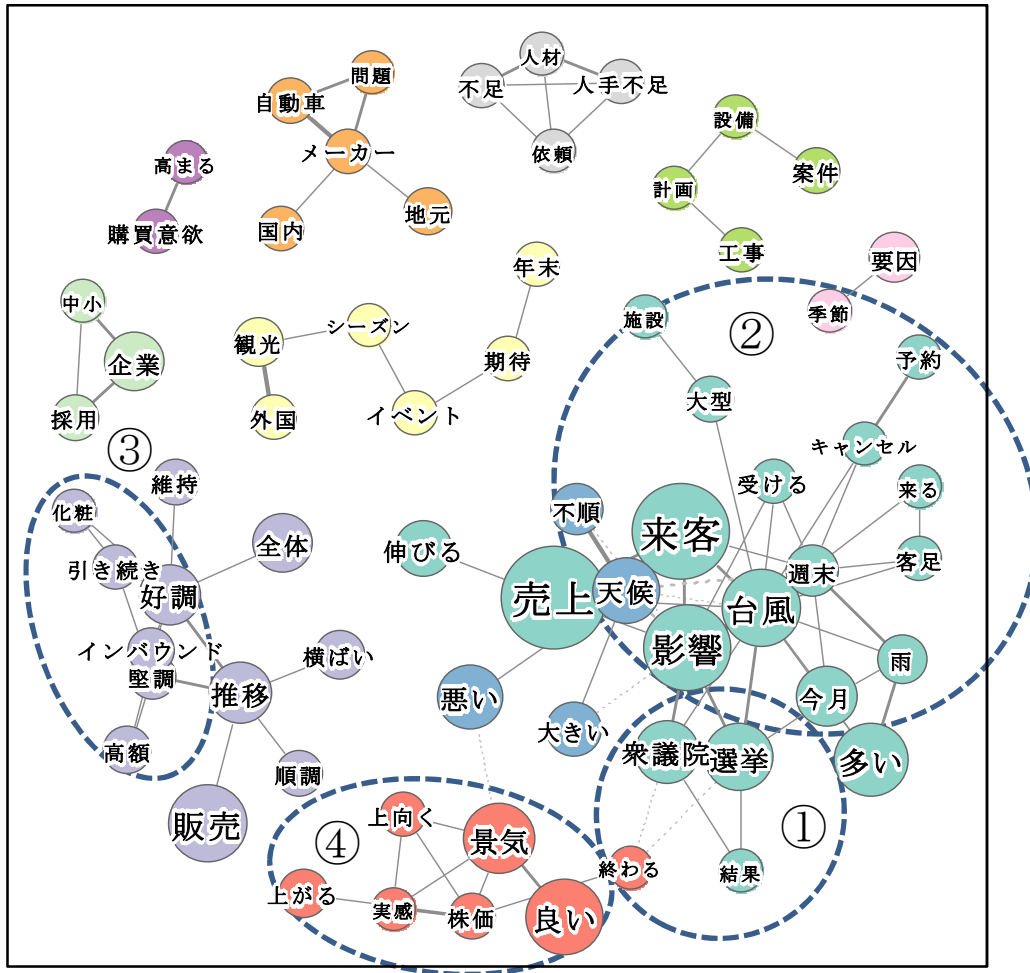 人材
不足
人手不足
依頼
問題
自動車
メーカー
国内
地元
設備
案件
計画
工事
高まる
購買意欲
要因
季節
年末
シーズン
観光
期待
外国
イベント
中小
企業
採用
②
施設
予約
大型
キャンセル
受ける
来る
不順
来客
客足
週末
伸びる
売上
天候
台風
影響
雨
今月
多い
悪い
大きい
③
維持
化粧
全体
引き続き
好調
インバウンド
堅調
横ばい
推移
高額
順調
販売
衆議院
選挙
①
結果
終わる
④
上向く
景気
上がる
実感
株価
良い